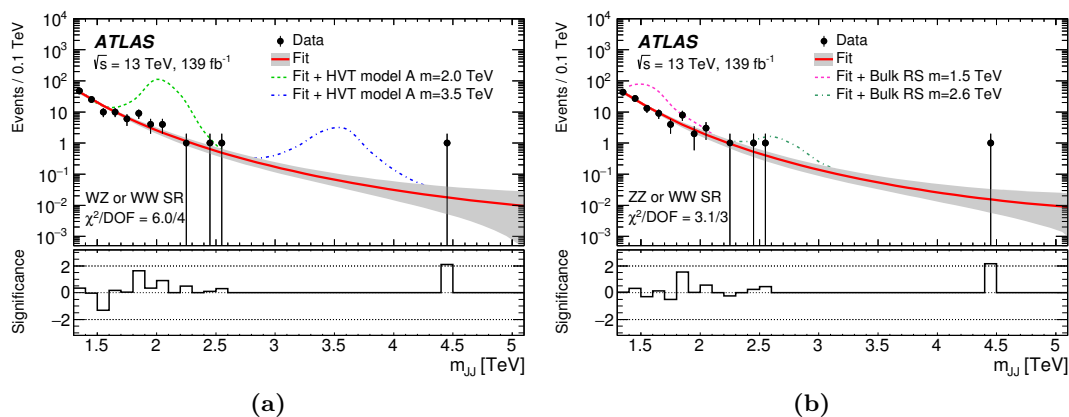 Events / 0.1 TeV
10⁴
10³
10²
10
1
10⁻¹
10⁻²
10⁻³
ATLAS
√s = 13 TeV, 139 fb⁻¹
Data
Fit
Fit + HVT model A m=2.0 TeV
Fit + HVT model A m=3.5 TeV
WZ or WW SR
χ²/DOF = 6.0/4
Significance
2
0
−2
1.5 2 2.5 3 3.5 4 4.5 5
m_JJ [TeV]
(a)
Events / 0.1 TeV
10⁴
10³
10²
10
1
10⁻¹
10⁻²
10⁻³
ATLAS
√s = 13 TeV, 139 fb⁻¹
Data
Fit
Fit + Bulk RS m=1.5 TeV
Fit + Bulk RS m=2.6 TeV
ZZ or WW SR
χ²/DOF = 3.1/3
Significance
2
0
−2
1.5 2 2.5 3 3.5 4 4.5 5
m_JJ [TeV]
(b)